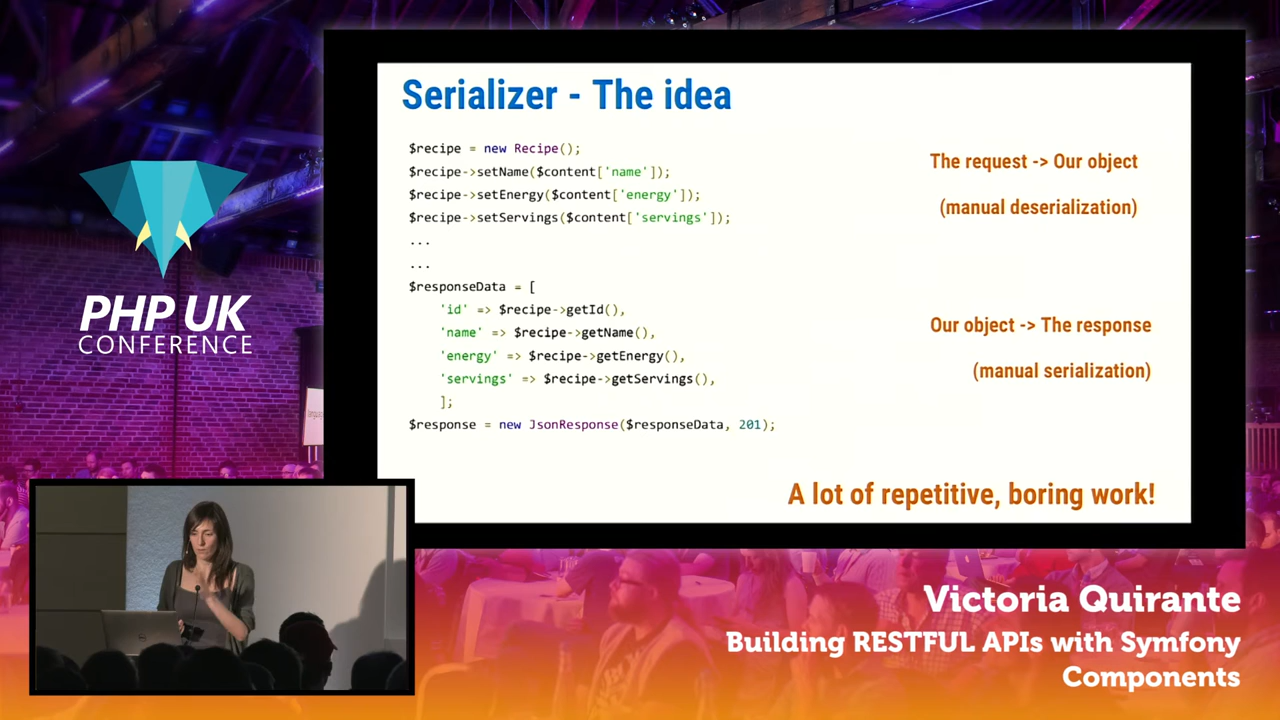 Serializer - The idea
$recipe = new Recipe();
$recipe->setName($content['name']);
$recipe->setEnergy($content['energy']);
$recipe->setServings($content['servings']);
...
...
$responseData = [
'id' => $recipe->getId(),
'name' => $recipe->getName(),
'energy' => $recipe->getEnergy(),
'servings' => $recipe->getServings(),
];
$response = new JsonResponse($responseData, 201);
The request -> Our object
(manual deserialization)
Our object -> The response
(manual serialization)
A lot of repetitive, boring work!
PHP UK
CONFERENCE
Victoria Quirante
Building RESTFUL APIs with Symfony
Components